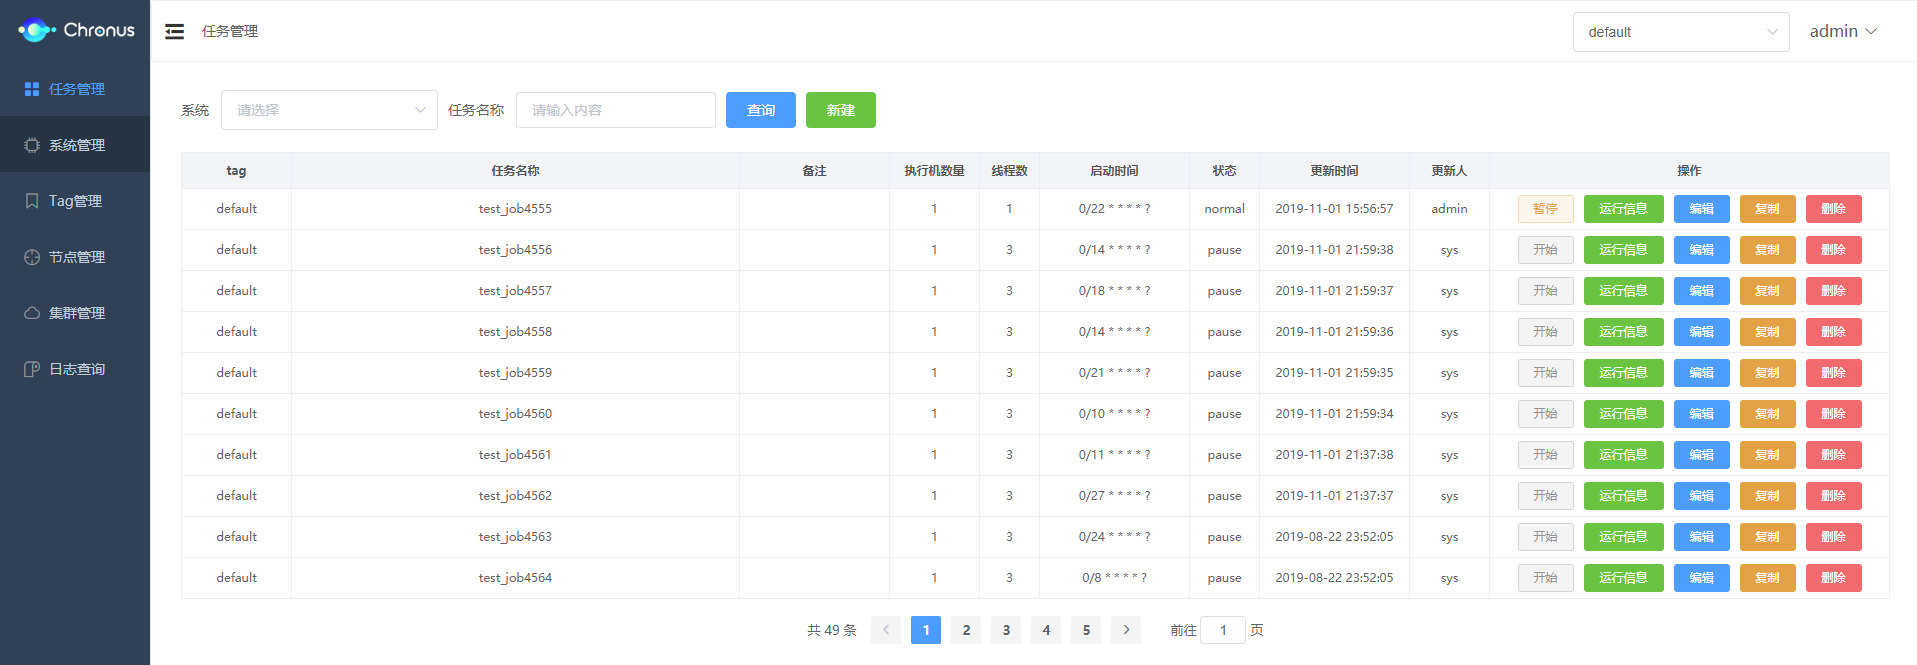 Chronus
任务管理
default
admin
任务管理
系统管理
Tag管理
节点管理
集群管理
日志查询
系统 请选择 任务名称 请输入内容 查询 新建
tag 任务名称 备注 执行机数量 线程数 启动时间 状态 更新时间 更新人 操作
default test_job4555 1 1 0/22 * * * * ? normal 2019-11-01 15:56:57 admin 暂停 运行信息 编辑 复制 删除
default test_job4556 1 3 0/14 * * * * ? pause 2019-11-01 21:59:38 sys 开始 运行信息 编辑 复制 删除
default test_job4557 1 3 0/18 * * * * ? pause 2019-11-01 21:59:37 sys 开始 运行信息 编辑 复制 删除
default test_job4558 1 3 0/14 * * * * ? pause 2019-11-01 21:59:36 sys 开始 运行信息 编辑 复制 删除
default test_job4559 1 3 0/21 * * * * ? pause 2019-11-01 21:59:35 sys 开始 运行信息 编辑 复制 删除
default test_job4560 1 3 0/10 * * * * ? pause 2019-11-01 21:59:34 sys 开始 运行信息 编辑 复制 删除
default test_job4561 1 3 0/11 * * * * ? pause 2019-11-01 21:37:38 sys 开始 运行信息 编辑 复制 删除
default test_job4562 1 3 0/27 * * * * ? pause 2019-11-01 21:37:37 sys 开始 运行信息 编辑 复制 删除
default test_job4563 1 3 0/24 * * * * ? pause 2019-08-22 23:52:05 sys 开始 运行信息 编辑 复制 删除
default test_job4564 1 3 0/8 * * * * ? pause 2019-08-22 23:52:05 sys 开始 运行信息 编辑 复制 删除
共 49 条 < 1 2 3 4 5 > 前往 1 页